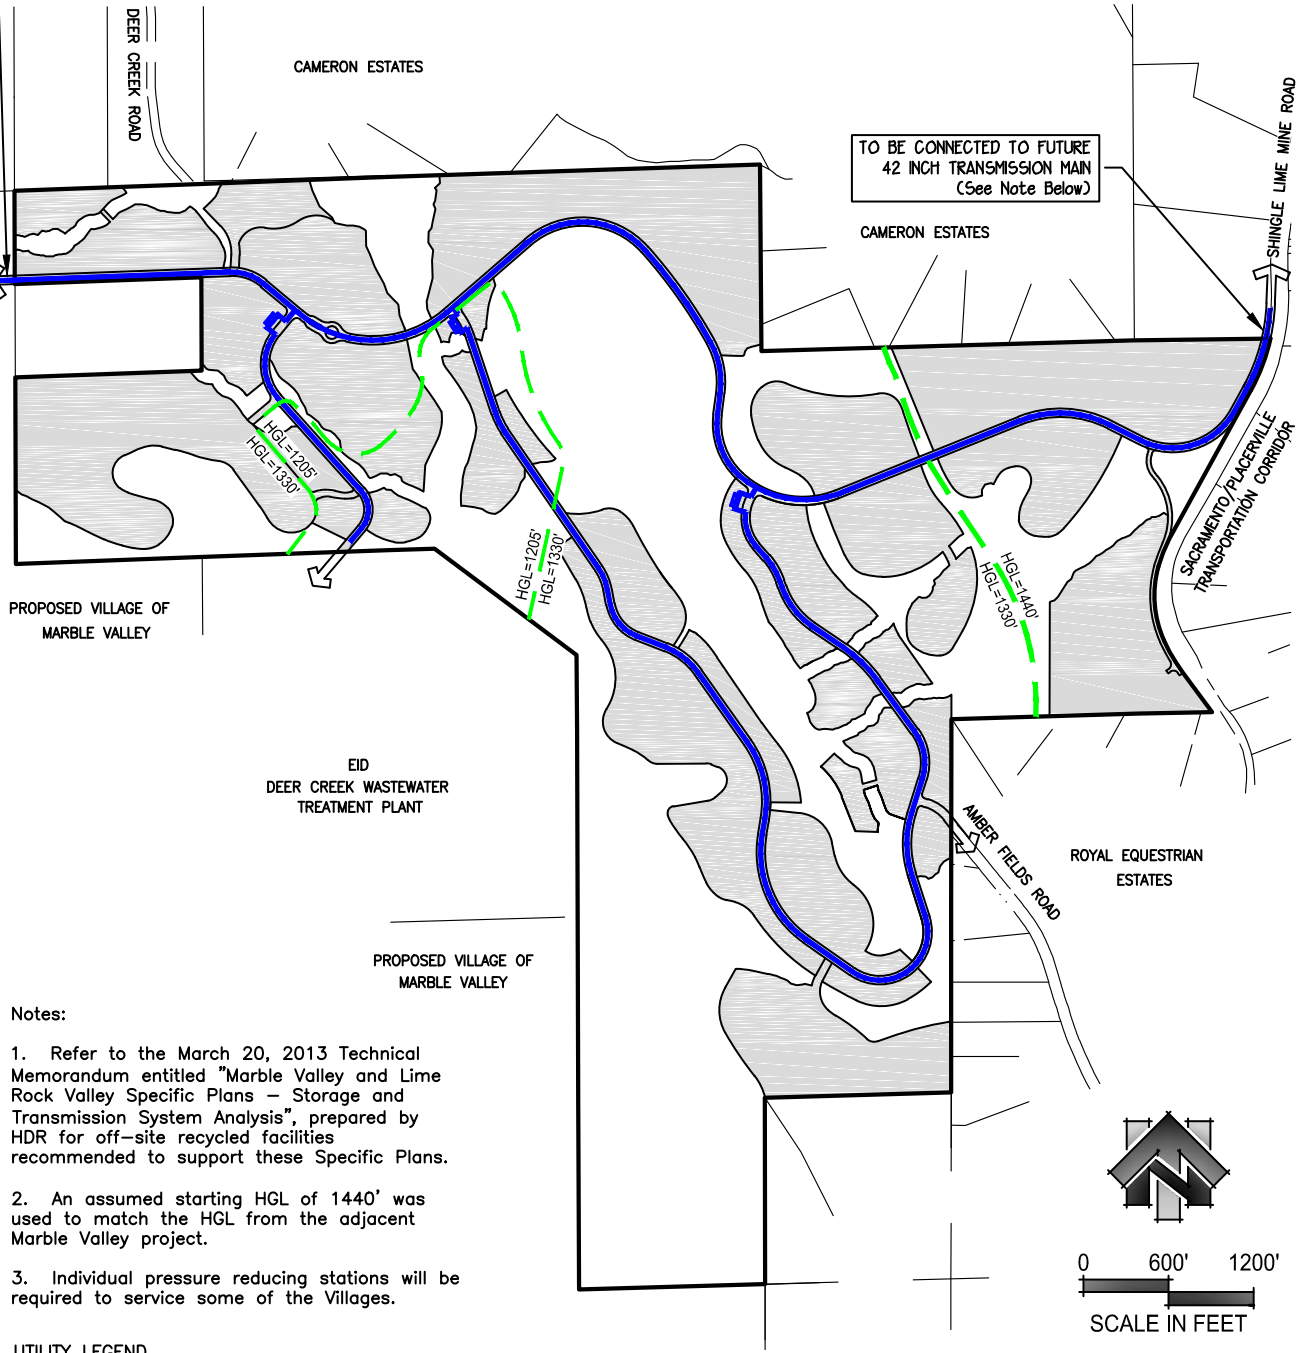 DEER CREEK ROAD
CAMERON ESTATES
TO BE CONNECTED TO FUTURE
42 INCH TRANSMISSION MAIN
(See Note Below)
SHINGLE LIME MINE ROAD
CAMERON ESTATES
HGL=1205'
HGL=1330'
SACRAMENTO/PLACERVILLE
TRANSPORTATION CORRIDOR
HGL=1205'
HGL=1330'
HGL=1440'
HGL=1330'
PROPOSED VILLAGE OF
MARBLE VALLEY
EID
DEER CREEK WASTEWATER
TREATMENT PLANT
AMBER FIELDS ROAD
ROYAL EQUESTRIAN
ESTATES
PROPOSED VILLAGE OF
MARBLE VALLEY
Notes:
1. Refer to the March 20, 2013 Technical
Memorandum entitled "Marble Valley and Lime
Rock Valley Specific Plans – Storage and
Transmission System Analysis", prepared by
HDR for off–site recycled facilities
recommended to support these Specific Plans.
2. An assumed starting HGL of 1440' was
used to match the HGL from the adjacent
Marble Valley project.
3. Individual pressure reducing stations will be
required to service some of the Villages.
UTILITY LEGEND
N
0 600' 1200'
SCALE IN FEET